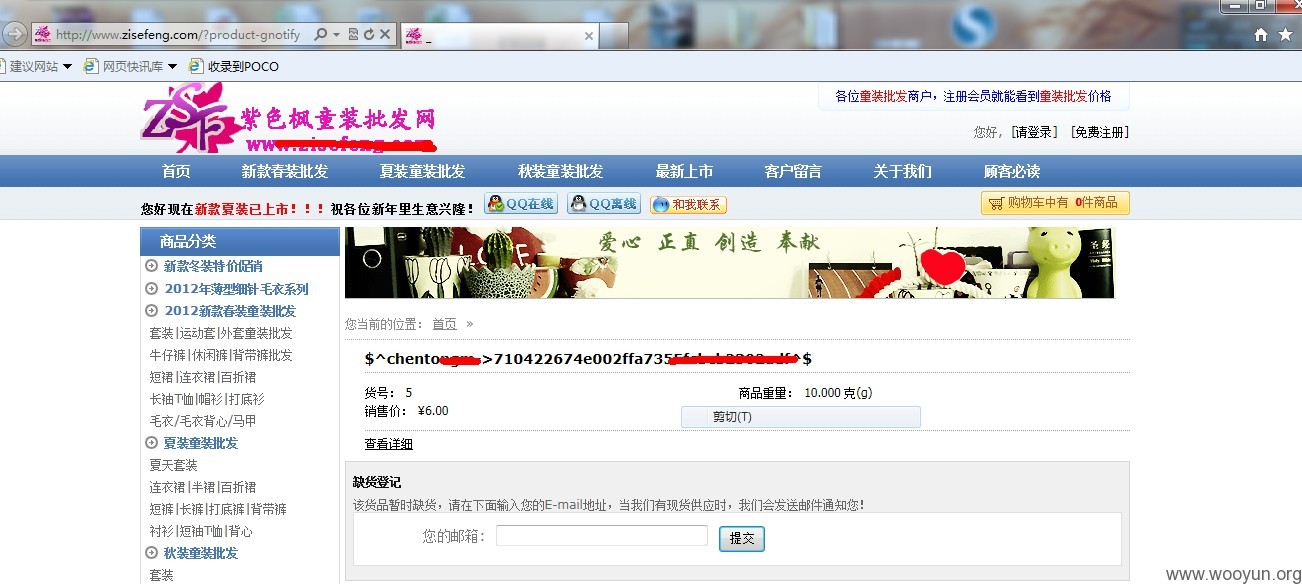 http://www.zisefeng.com/?product-gnotify
建议网站 网页快讯库 收录到POCO
各位童装批发商户，注册会员就能看到童装批发价格
紫色枫童装批发网
您好，[请登录] [免费注册]
首页 新款春装批发 夏装童装批发 秋装童装批发 最新上市 客户留言 关于我们 顾客必读
您好现在新款夏装已上市！！！祝各位新年里生意兴隆！ QQ在线 QQ离线 和我联系 购物车中有 0件商品
商品分类
爱心 正直 创造 奉献
新款冬装特价促销
2012年薄型细针毛衣系列
2012新款春装童装批发
套装|运动套|外套童装批发
牛仔裤|休闲裤|背带裤批发
短裙|连衣裙|百折裙
长袖T恤|帽衫|打底衫
毛衣/毛衣背心/马甲
夏装童装批发
夏天套装
连衣裙|半裙|百折裙
短裤|长裤|打底裤|背带裤
衬衫|短袖T恤|背心
秋装童装批发
套装
您当前的位置： 首页 »
$^chento >710422674e002ffa735 ^$
货号： 5 商品重量： 10.000 克(g)
销售价： ¥6.00 剪切(T)
查看详细
缺货登记
该货品暂时缺货，请在下面输入您的E-mail地址，当我们有现货供应时，我们会发送邮件通知您！
您的邮箱： 提交
www.wooyun.org